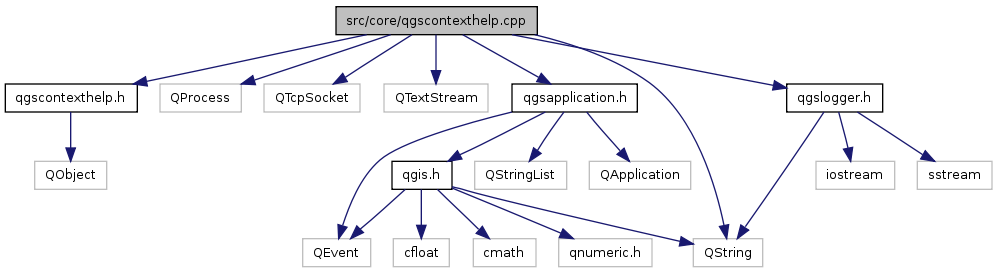 src/core/qgscontexthelp.cpp
qgscontexthelp.h
QProcess
QTcpSocket
QTextStream
qgsapplication.h
qgslogger.h
QObject
qgis.h
QStringList
QApplication
iostream
sstream
QEvent
cfloat
cmath
qnumeric.h
QString